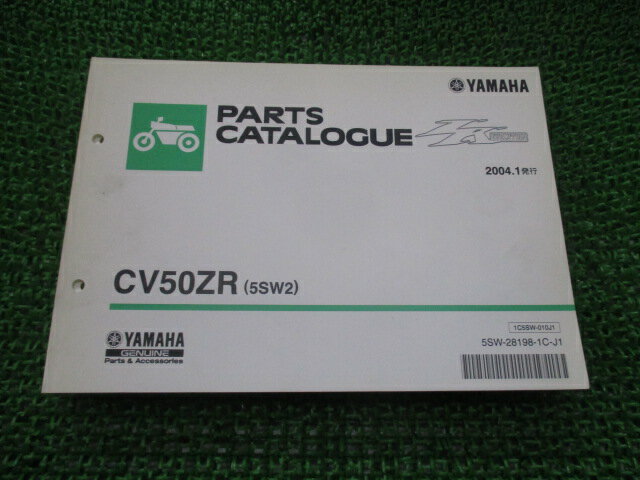 YAMAHA
PARTS
CATALOGUE
2004.1発行
CV50ZR (5SW2)
1C5SW-010J1
5SW-28198-1C-J1
YAMAHA
GENUINE
Parts & Accessories